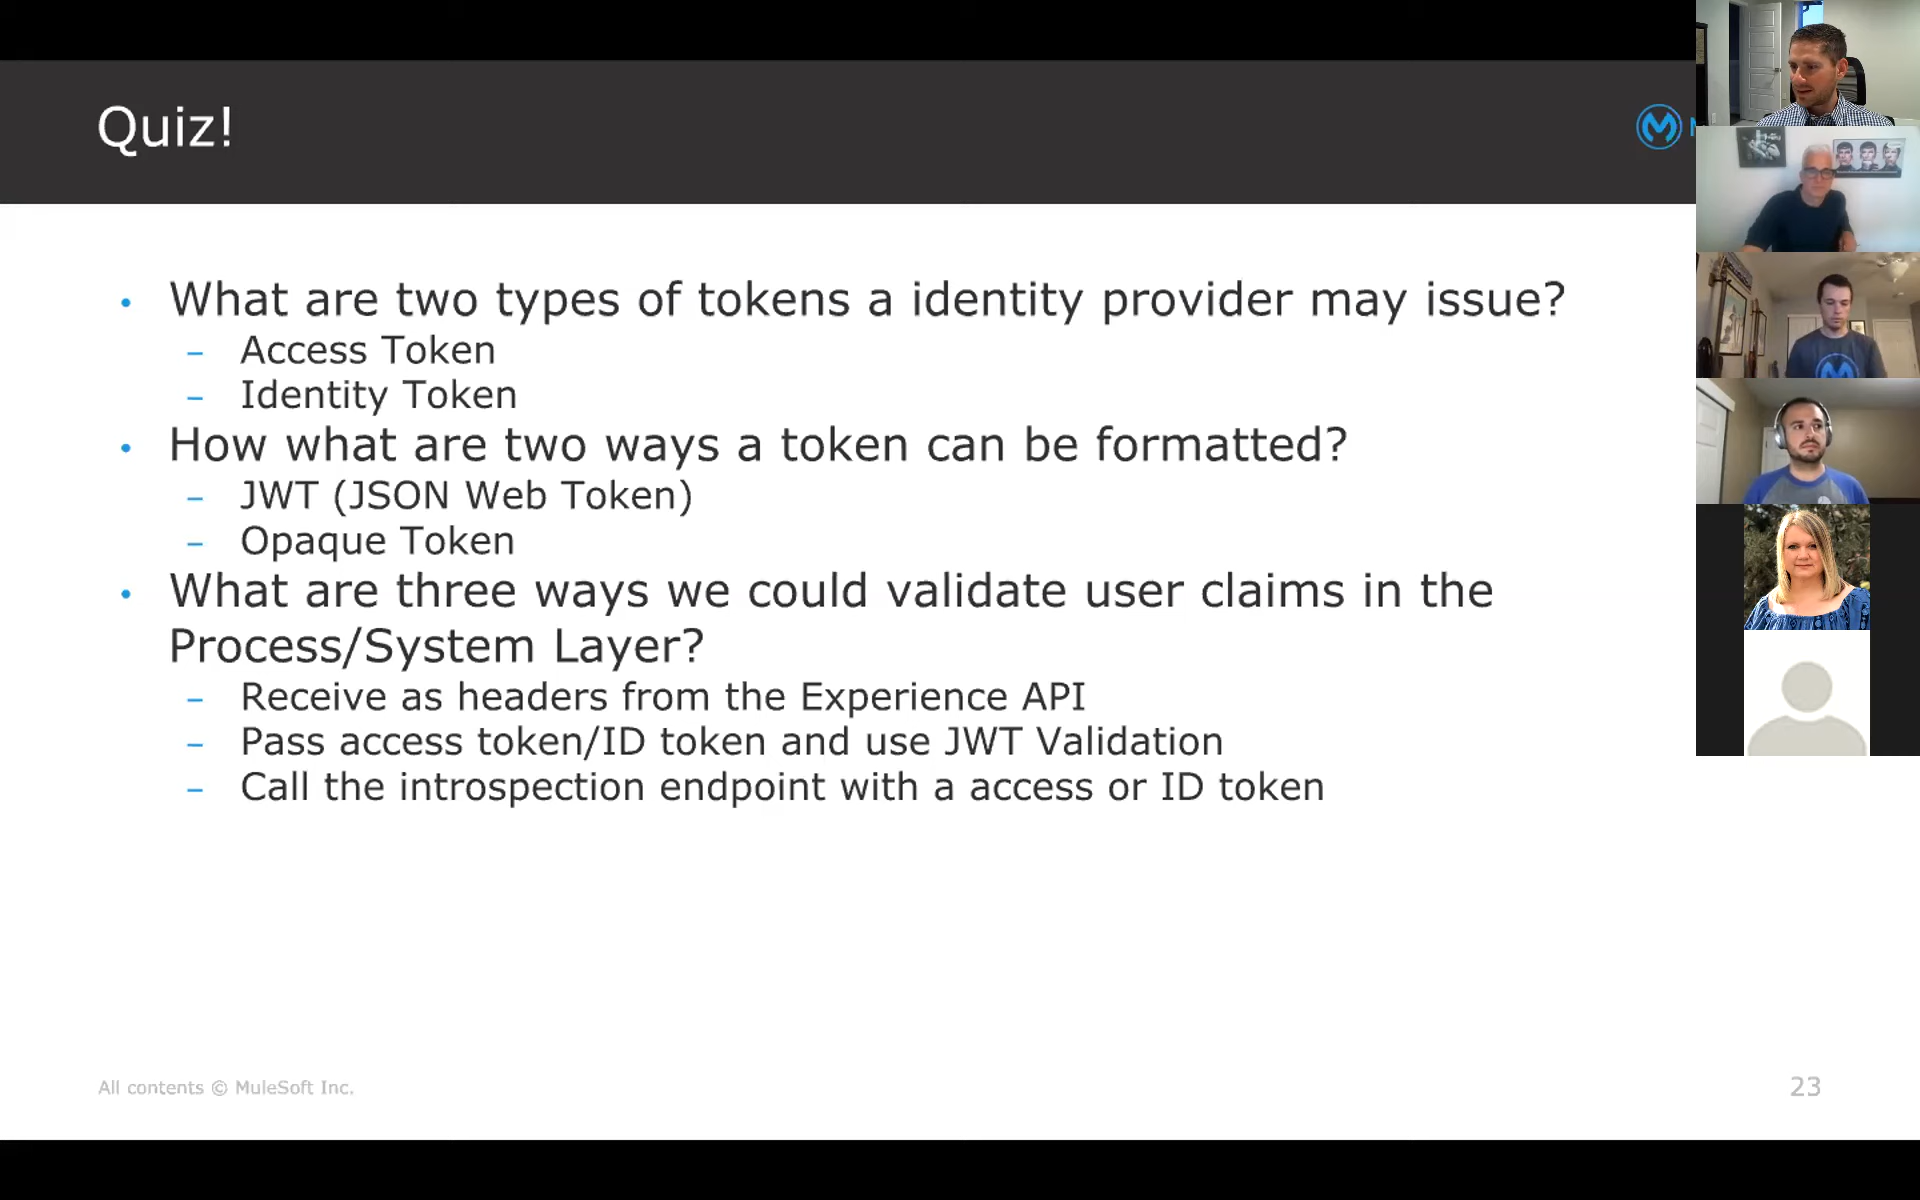 Quiz!
• What are two types of tokens a identity provider may issue?
– Access Token
– Identity Token
• How what are two ways a token can be formatted?
– JWT (JSON Web Token)
– Opaque Token
• What are three ways we could validate user claims in the
Process/System Layer?
– Receive as headers from the Experience API
– Pass access token/ID token and use JWT Validation
– Call the introspection endpoint with a access or ID token
All contents © MuleSoft Inc.
23